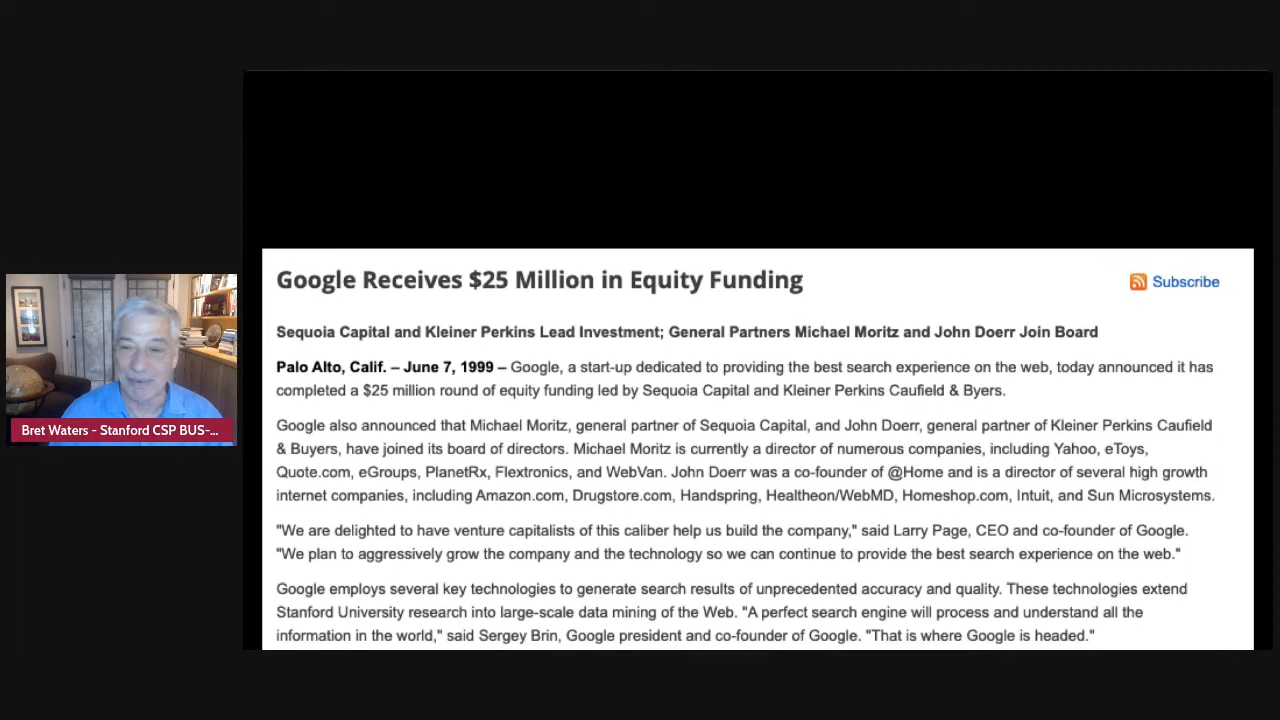 Google Receives $25 Million in Equity Funding
Subscribe
Sequoia Capital and Kleiner Perkins Lead Investment; General Partners Michael Moritz and John Doerr Join Board
Palo Alto, Calif. – June 7, 1999 – Google, a start-up dedicated to providing the best search experience on the web, today announced it has
completed a $25 million round of equity funding led by Sequoia Capital and Kleiner Perkins Caufield & Byers.
Google also announced that Michael Moritz, general partner of Sequoia Capital, and John Doerr, general partner of Kleiner Perkins Caufield
& Buyers, have joined its board of directors. Michael Moritz is currently a director of numerous companies, including Yahoo, eToys,
Quote.com, eGroups, PlanetRx, Flextronics, and WebVan. John Doerr was a co-founder of @Home and is a director of several high growth
internet companies, including Amazon.com, Drugstore.com, Handspring, Healtheon/WebMD, Homeshop.com, Intuit, and Sun Microsystems.
"We are delighted to have venture capitalists of this caliber help us build the company," said Larry Page, CEO and co-founder of Google.
"We plan to aggressively grow the company and the technology so we can continue to provide the best search experience on the web."
Google employs several key technologies to generate search results of unprecedented accuracy and quality. These technologies extend
Stanford University research into large-scale data mining of the Web. "A perfect search engine will process and understand all the
information in the world," said Sergey Brin, Google president and co-founder of Google. "That is where Google is headed."
Bret Waters - Stanford CSP BUS-...